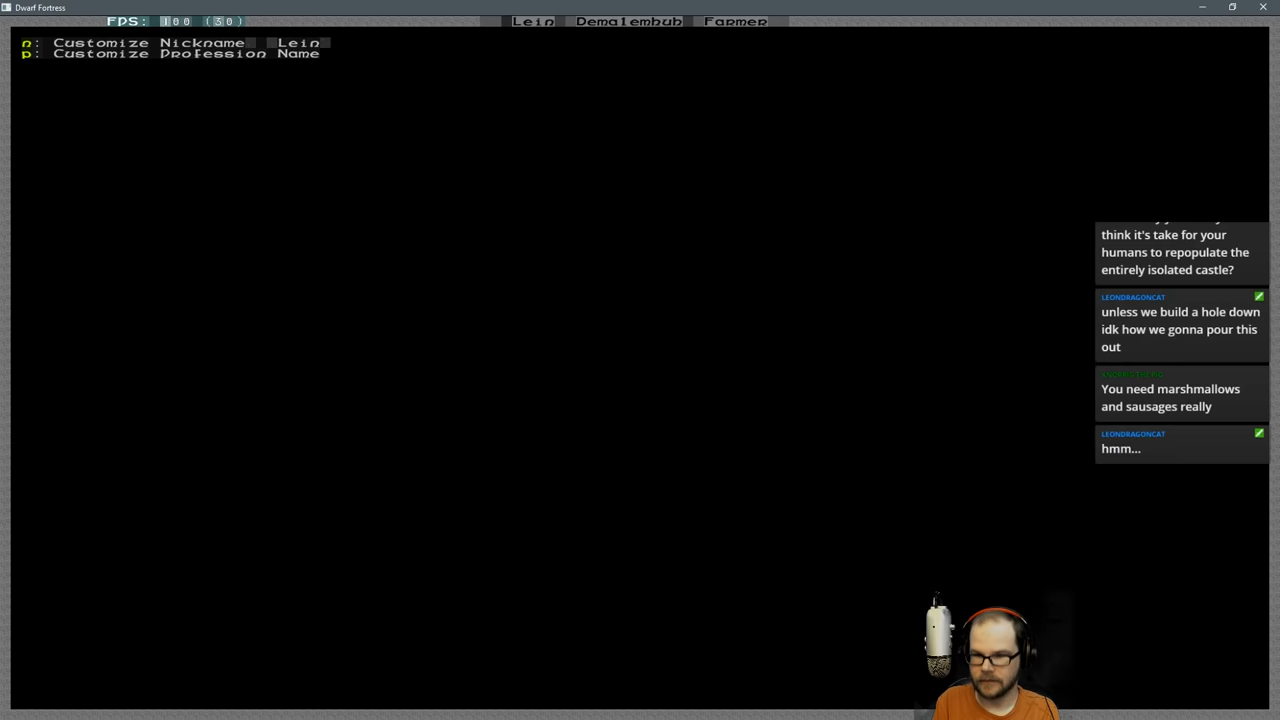 Dwarf Fortress
FPS: 100 (30)
Lein Demalembub Farmer
n: Customize Nickname Lein
p: Customize Profession Name
think it's take for your
humans to repopulate the
entirely isolated castle?
LEONDRAGONCAT
unless we build a hole down
idk how we gonna pour this
out
You need marshmallows
and sausages really
LEONDRAGONCAT
hmm...